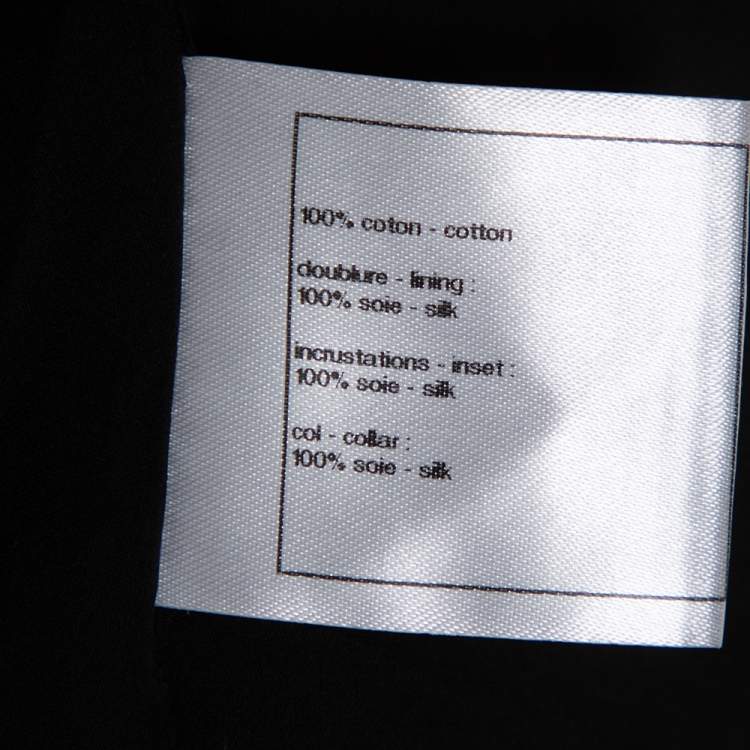 100% coton - cotton
doublure - lining :
100% soie - silk
incrustations - inset :
100% soie - silk
col - collar :
100% soie - silk